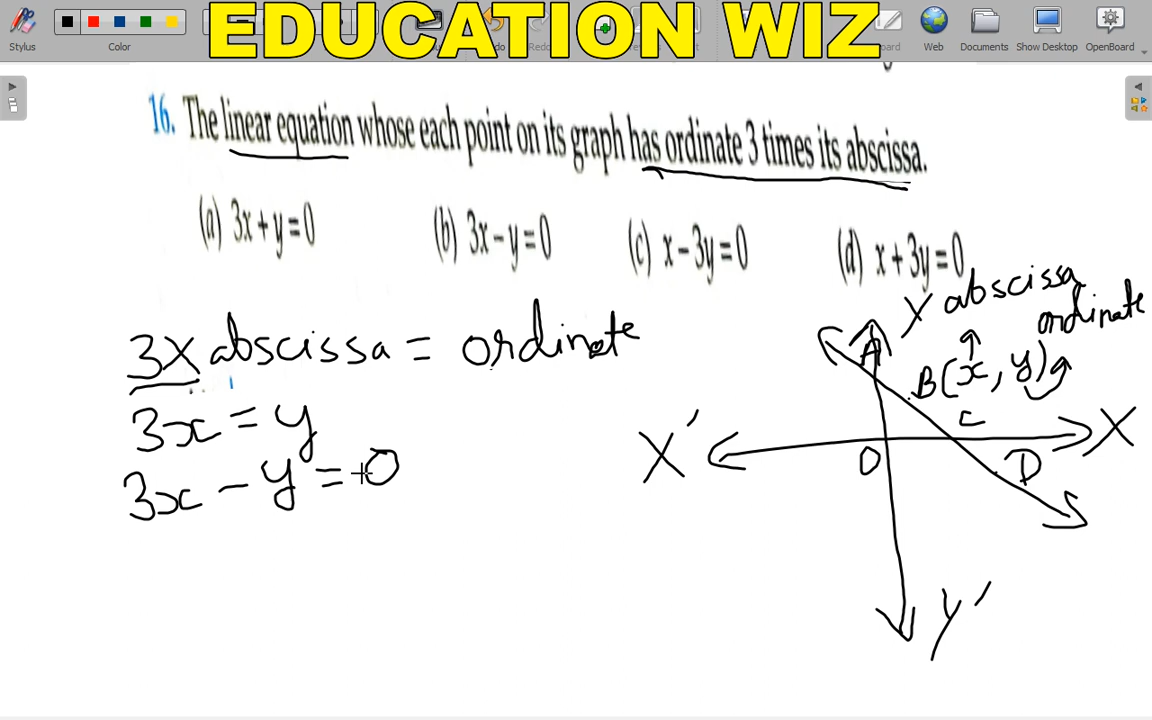 EDUCATION WIZ
Stylus
Color
Redo
Web
Documents
Show Desktop
OpenBoard
16. The linear equation whose each point on its graph has ordinate 3 times its abscissa.
(a) 3x + y = 0 (b) 3x – y = 0 (c) x – 3y = 0 (d) x + 3y = 0
3x abscissa = ordinate
3x = y
3x – y = 0
X abscissa
ordinate
A
B(x, y)
C
X'
X
O
D
y'